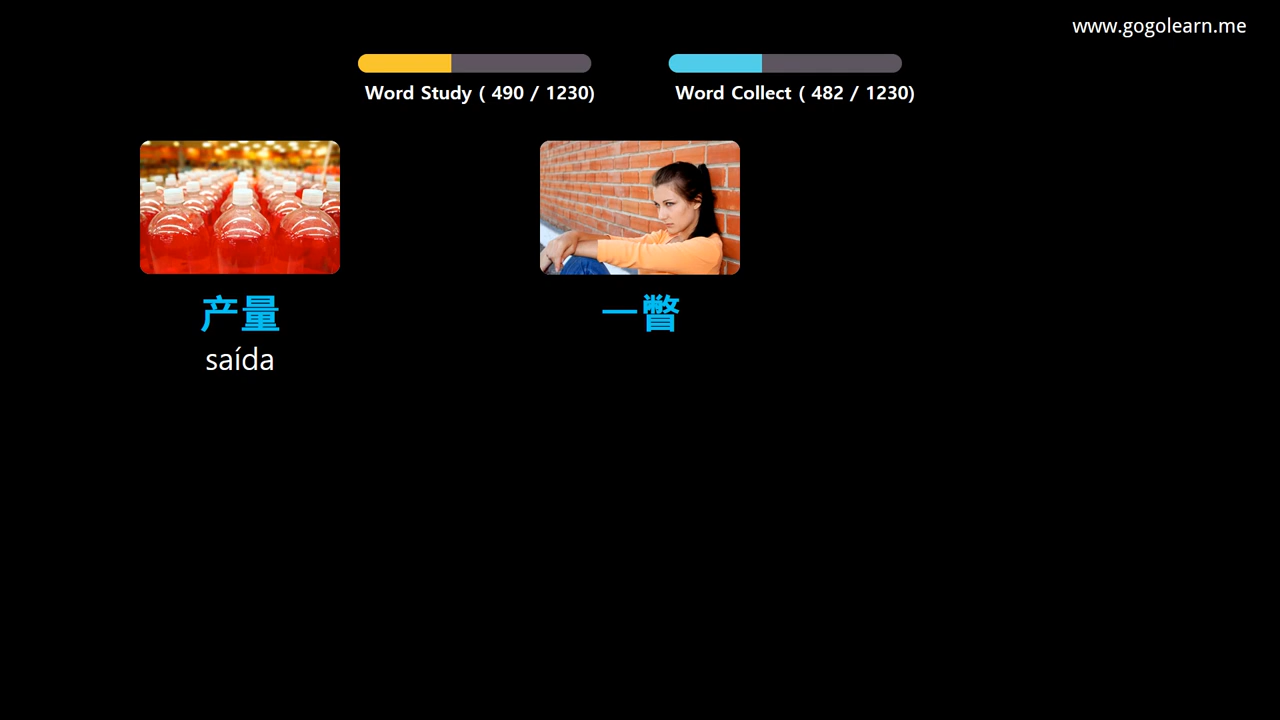 www.gogolearn.me
Word Study ( 490 / 1230)
Word Collect ( 482 / 1230)
产量
一瞥
saída